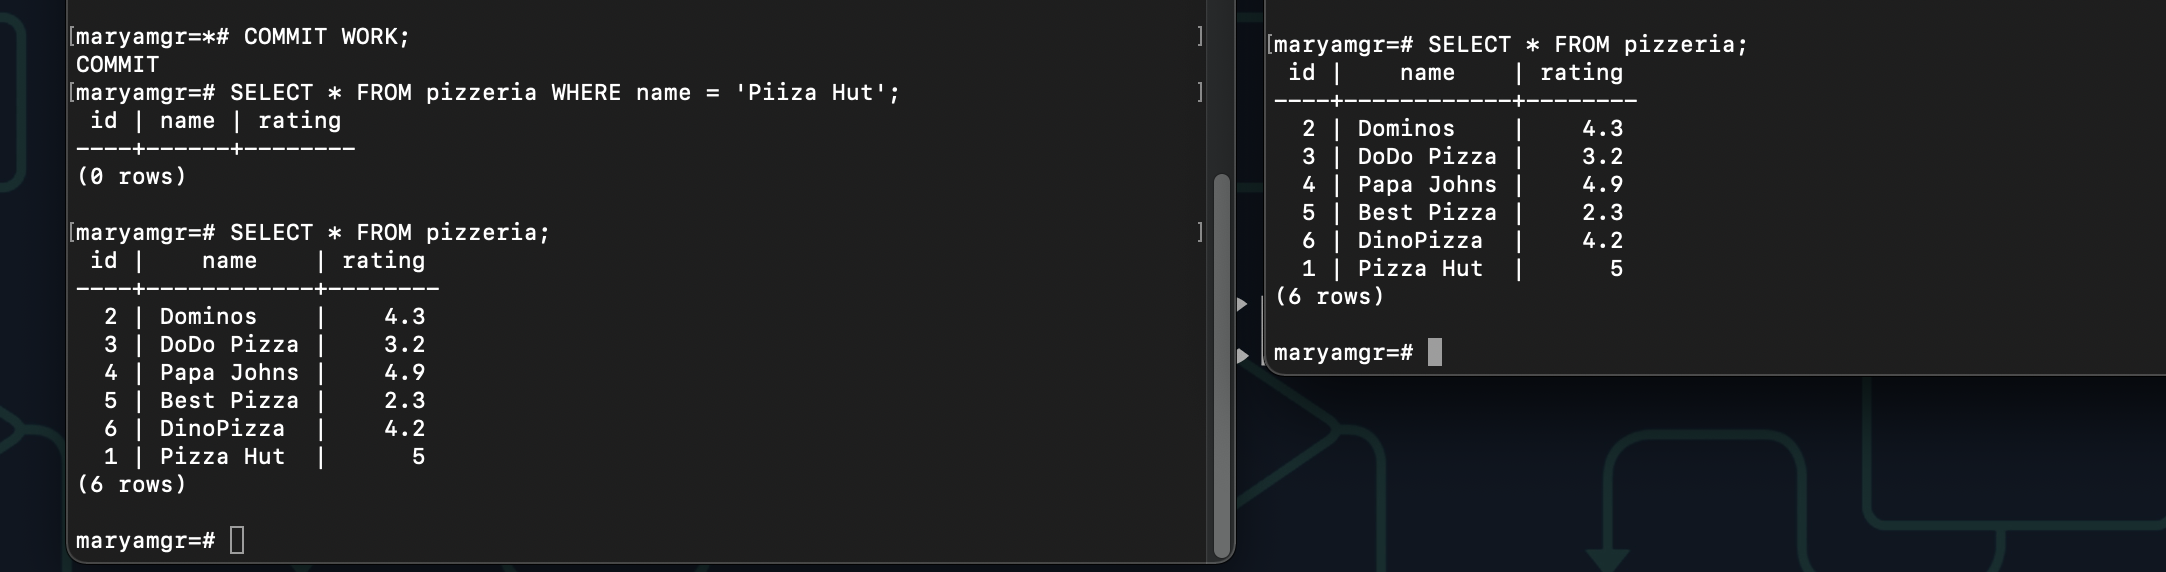 maryamgr=*# COMMIT WORK;
COMMIT
maryamgr=# SELECT * FROM pizzeria WHERE name = 'Piiza Hut';
 id | name | rating
----+------+--------
(0 rows)

maryamgr=# SELECT * FROM pizzeria;
 id |    name    | rating
----+------------+--------
  2 | Dominos    |    4.3
  3 | DoDo Pizza |    3.2
  4 | Papa Johns |    4.9
  5 | Best Pizza |    2.3
  6 | DinoPizza  |    4.2
  1 | Pizza Hut  |      5
(6 rows)

maryamgr=#
maryamgr=# SELECT * FROM pizzeria;
 id |    name    | rating
----+------------+--------
  2 | Dominos    |    4.3
  3 | DoDo Pizza |    3.2
  4 | Papa Johns |    4.9
  5 | Best Pizza |    2.3
  6 | DinoPizza  |    4.2
  1 | Pizza Hut  |      5
(6 rows)

maryamgr=#